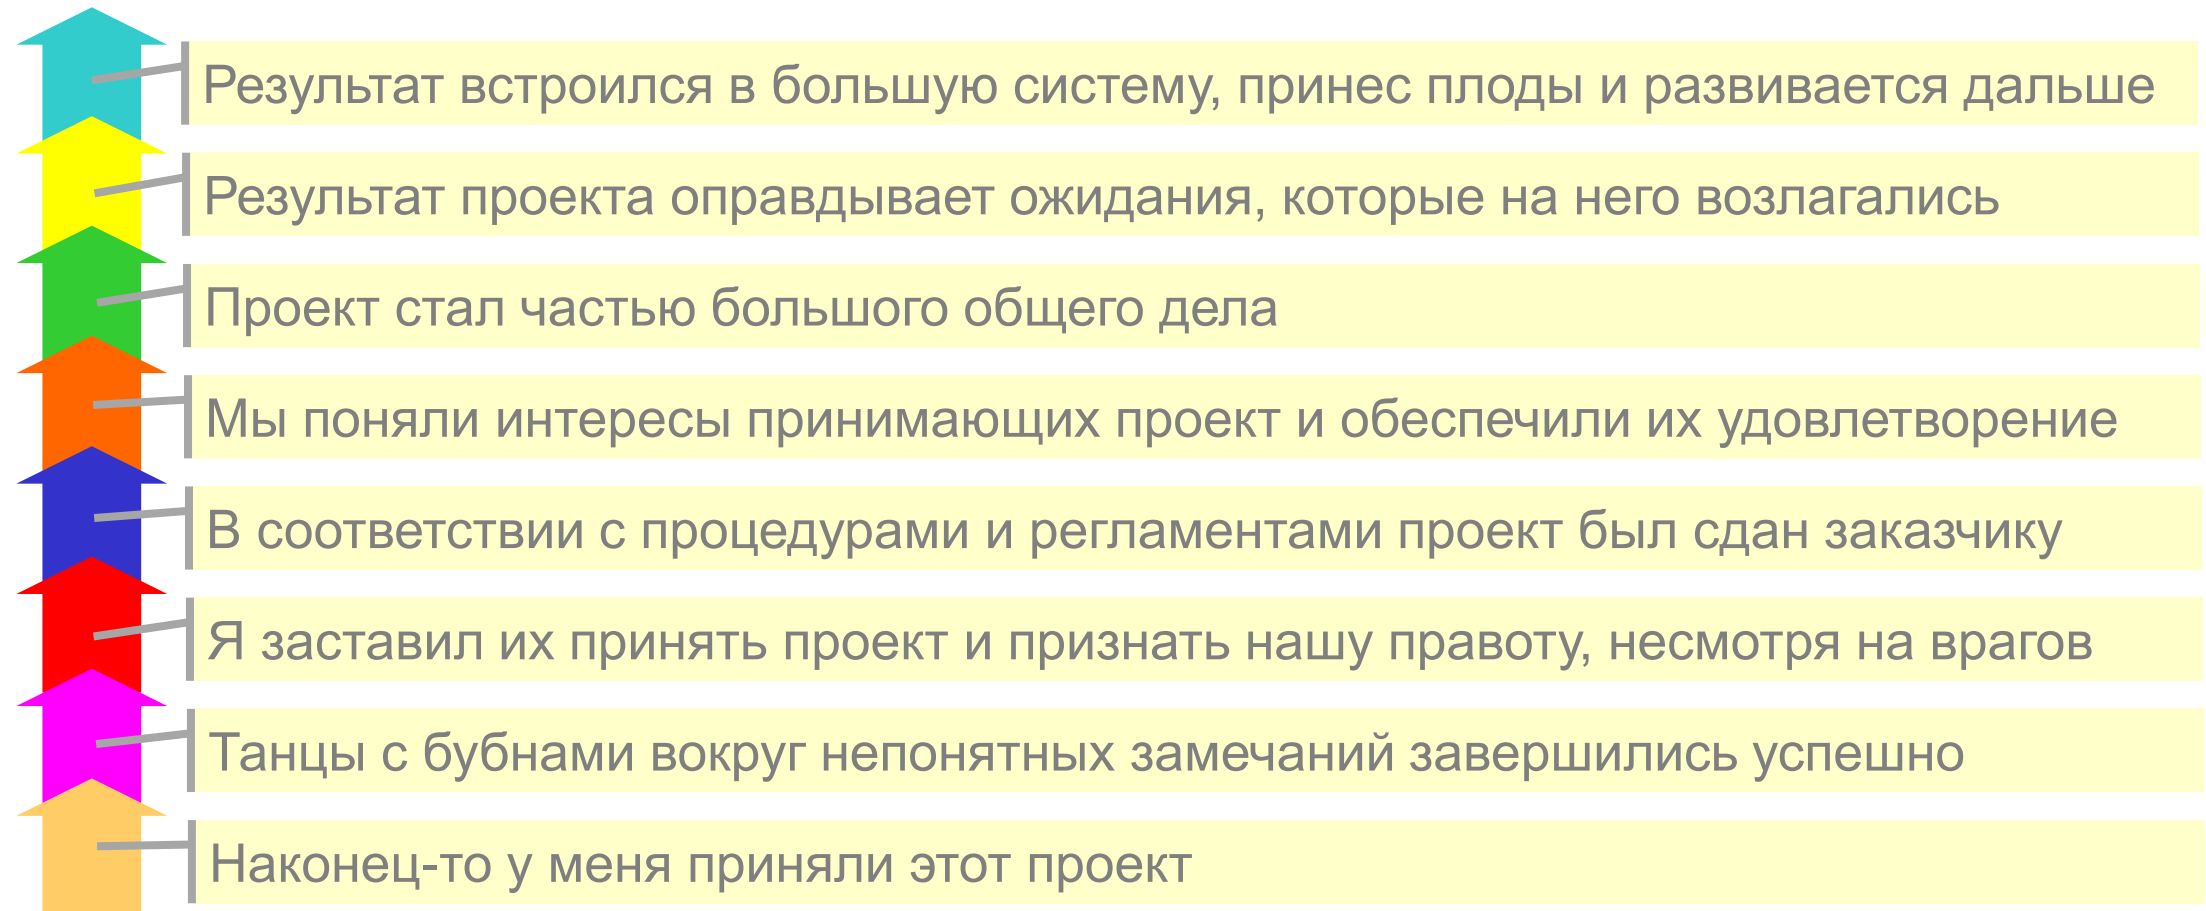 Результат встроился в большую систему, принес плоды и развивается дальше
Результат проекта оправдывает ожидания, которые на него возлагались
Проект стал частью большого общего дела
Мы поняли интересы принимающих проект и обеспечили их удовлетворение
В соответствии с процедурами и регламентами проект был сдан заказчику
Я заставил их принять проект и признать нашу правоту, несмотря на врагов
Танцы с бубнами вокруг непонятных замечаний завершились успешно
Наконец-то у меня приняли этот проект